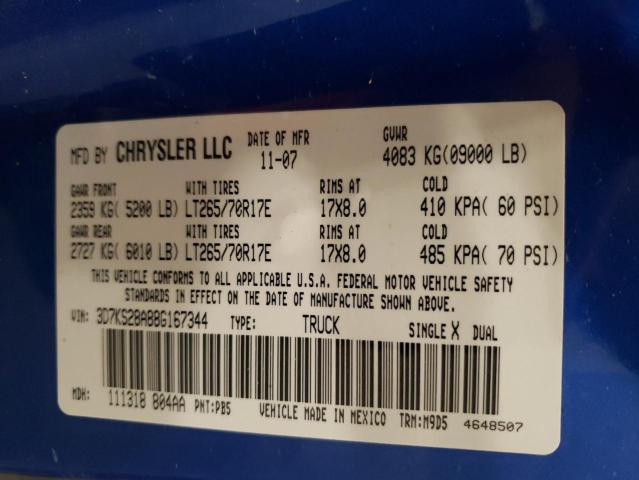 MFD BY CHRYSLER LLC DATE OF MFR 11-07 GVWR 4083 KG(09000 LB)
GAWR FRONT WITH TIRES RIMS AT COLD
2359 KG( 5200 LB) LT265/70R17E 17X8.0 410 KPA( 60 PSI)
GAWR REAR WITH TIRES RIMS AT COLD
2727 KG( 6010 LB) LT265/70R17E 17X8.0 485 KPA( 70 PSI)
THIS VEHICLE CONFORMS TO ALL APPLICABLE U.S.A. FEDERAL MOTOR VEHICLE SAFETY
STANDARDS IN EFFECT ON THE DATE OF MANUFACTURE SHOWN ABOVE.
VIN: 3D7KS28A88G167344 TYPE: TRUCK SINGLE X DUAL
MDH: 111318 804AA PNT:PB5 VEHICLE MADE IN MEXICO TRM:M9D5 4648507